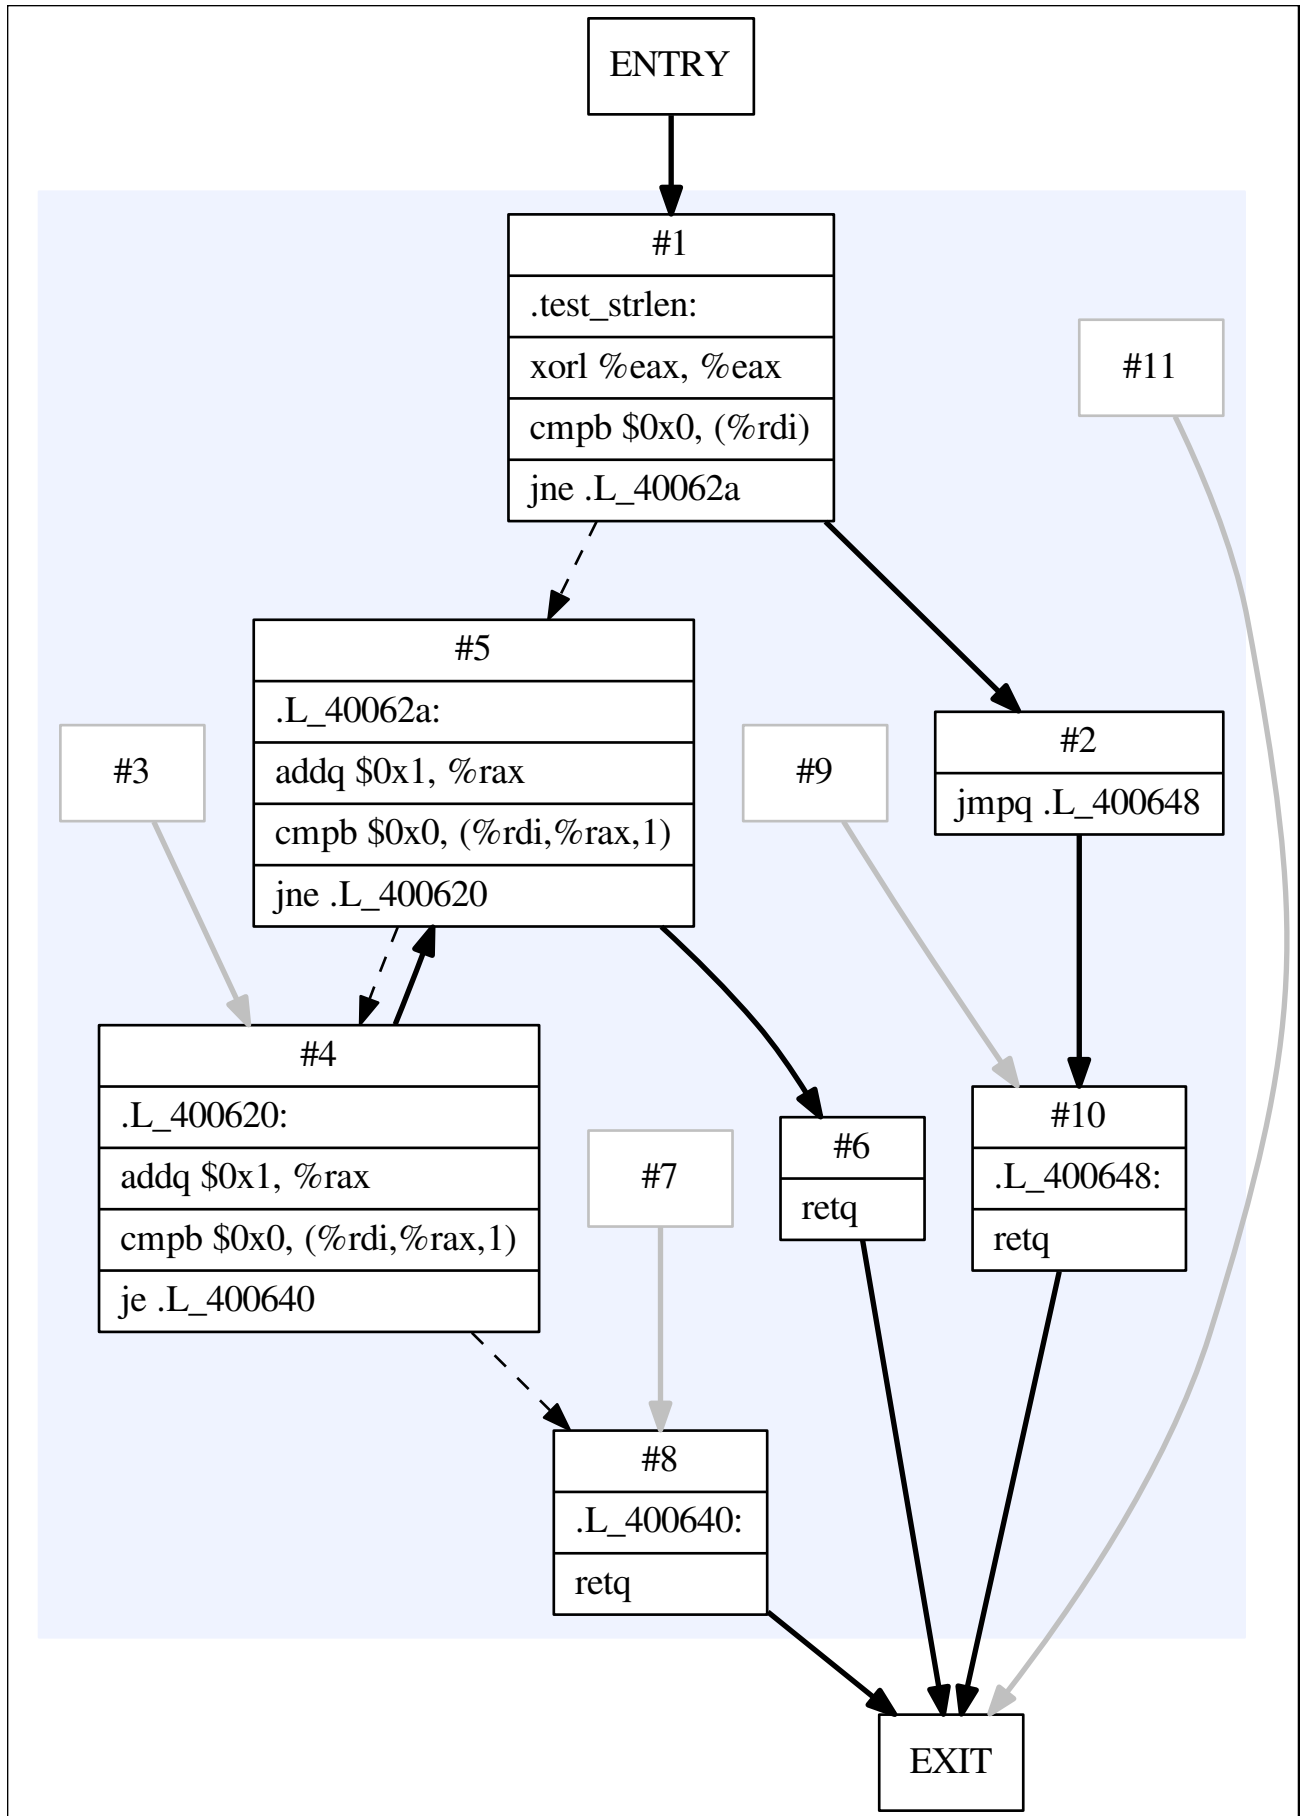 ENTRY
#1
.test_strlen:
xorl %eax, %eax
cmpb $0x0, (%rdi)
jne .L_40062a
#11
#5
.L_40062a:
addq $0x1, %rax
cmpb $0x0, (%rdi,%rax,1)
jne .L_400620
#3
#9
#2
jmpq .L_400648
#4
.L_400620:
addq $0x1, %rax
cmpb $0x0, (%rdi,%rax,1)
je .L_400640
#7
#6
retq
#10
.L_400648:
retq
#8
.L_400640:
retq
EXIT